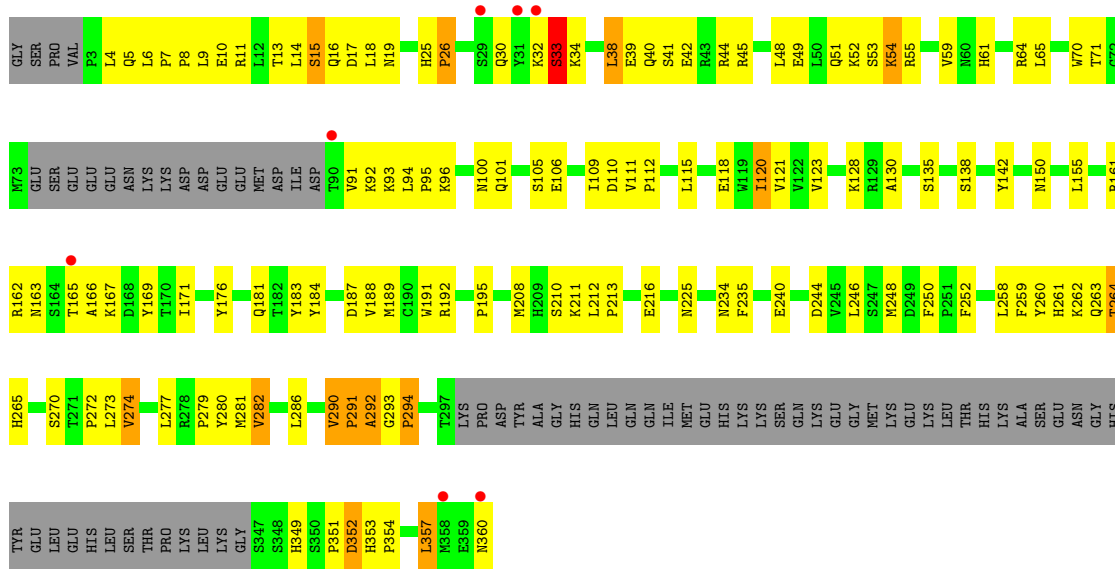 GLY SER PRO VAL P3 L4 Q5 L6 P7 P8 L9 E10 R11 L12 T13 L14 S15 Q16 D17 L18 N19 H25 P26 S29 Q30 Y31 K32 S33 K34 L38 E39 Q40 S41 E42 R43 R44 R45 L48 E49 L50 Q51 K52 S53 K54 R55 V59 N60 H61 R64 L65 W70 T71 G72
M73 GLU SER GLU GLU GLU ASN LYS LYS ASP ASP GLU GLU MET ASP ILE ASP T90 V91 K92 K93 L94 P95 K96 N100 Q101 S105 E106 I109 D110 V111 P112 L115 E118 W119 I120 V121 V122 V123 K128 R129 A130 S135 S138 Y142 N150 L155 R161
R162 N163 S164 T165 A166 K167 D168 Y169 T170 I171 Y176 Q181 T182 Y183 Y184 D187 V188 M189 C190 W191 R192 P195 M208 H209 S210 K211 L212 P213 E216 N225 N234 F235 E240 D244 V245 L246 S247 M248 D249 F250 P251 F252 L258 F259 Y260 H261 K262 Q263 T264
H265 S270 T271 P272 L273 V274 L277 R278 P279 Y280 M281 V282 L286 V290 P291 A292 G293 P294 T297 LYS PRO ASP TYR ALA GLY HIS GLN LEU GLN GLN ILE MET GLU HIS LYS LYS SER GLN LYS GLU GLY MET LYS GLU LYS LEU THR HIS LYS ALA SER GLU ASN GLY HIS
TYR GLU LEU GLU HIS LEU SER THR PRO LYS LEU LYS GLY S347 S348 H349 S350 P351 D352 H353 P354 L357 M358 E359 N360